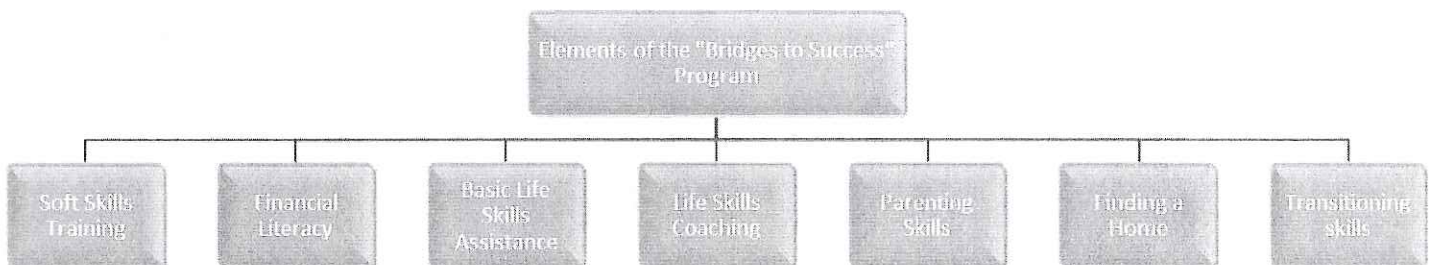 Elements of the "Bridges to Success"
Program
Soft Skills
Training
Financial
Literacy
Basic Life
Skills
Assistance
Life Skills
Coaching
Parenting
Skills
Finding a
Home
Transitioning
skills